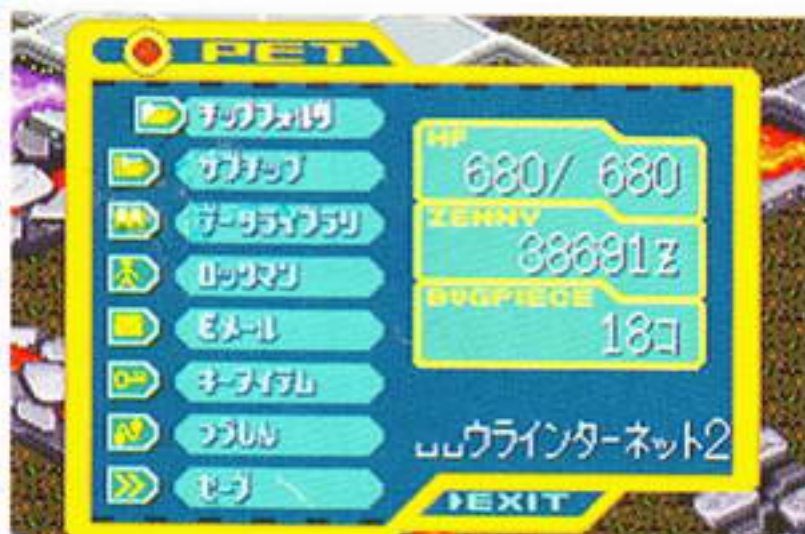 PET
チップフォルダ
サブチップ
データライブラリ
ロックマン
Eメール
キーアイテム
つうしん
セーブ
HP
680/ 680
ZENNY
38691Z
BUGPIECE
18コ
ウラインターネット2
EXIT